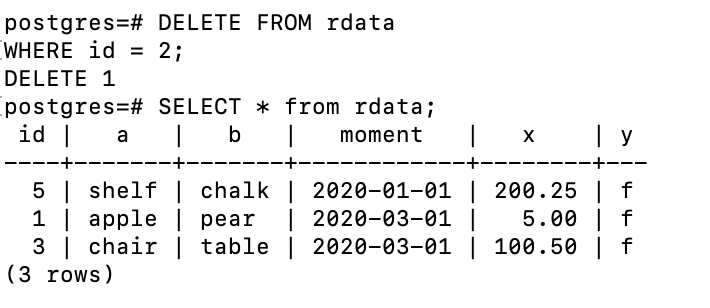 postgres=# DELETE FROM rdata
WHERE id = 2;
DELETE 1
postgres=# SELECT * from rdata;
 id |   a   |   b   |   moment   |   x    | y
----+-------+-------+------------+--------+---
  5 | shelf | chalk | 2020-01-01 | 200.25 | f
  1 | apple | pear  | 2020-03-01 |   5.00 | f
  3 | chair | table | 2020-03-01 | 100.50 | f
(3 rows)